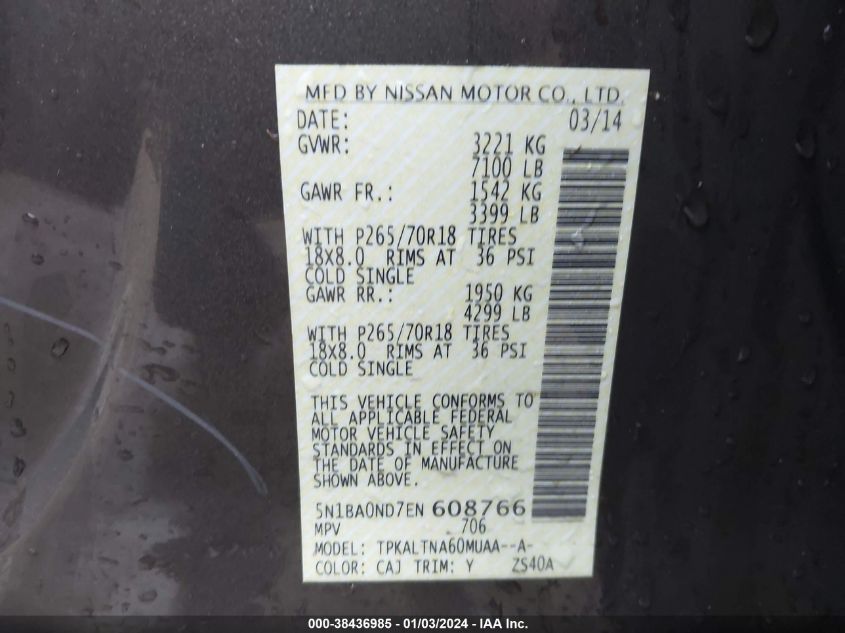 MFD BY NISSAN MOTOR CO., LTD.
DATE: 03/14
GVWR: 3221 KG
7100 LB
GAWR FR.: 1542 KG
3399 LB
WITH P265/70R18 TIRES
18X8.0 RIMS AT 36 PSI
COLD SINGLE
GAWR RR.: 1950 KG
4299 LB
WITH P265/70R18 TIRES
18X8.0 RIMS AT 36 PSI
COLD SINGLE
THIS VEHICLE CONFORMS TO
ALL APPLICABLE FEDERAL
MOTOR VEHICLE SAFETY
STANDARDS IN EFFECT ON
THE DATE OF MANUFACTURE
SHOWN ABOVE.
5N1BA0ND7EN 608766
MPV 706
MODEL: TPKALTNA60MUAA--A-
COLOR: CAJ TRIM: Y ZS40A
000-38436985 - 01/03/2024 - IAA Inc.